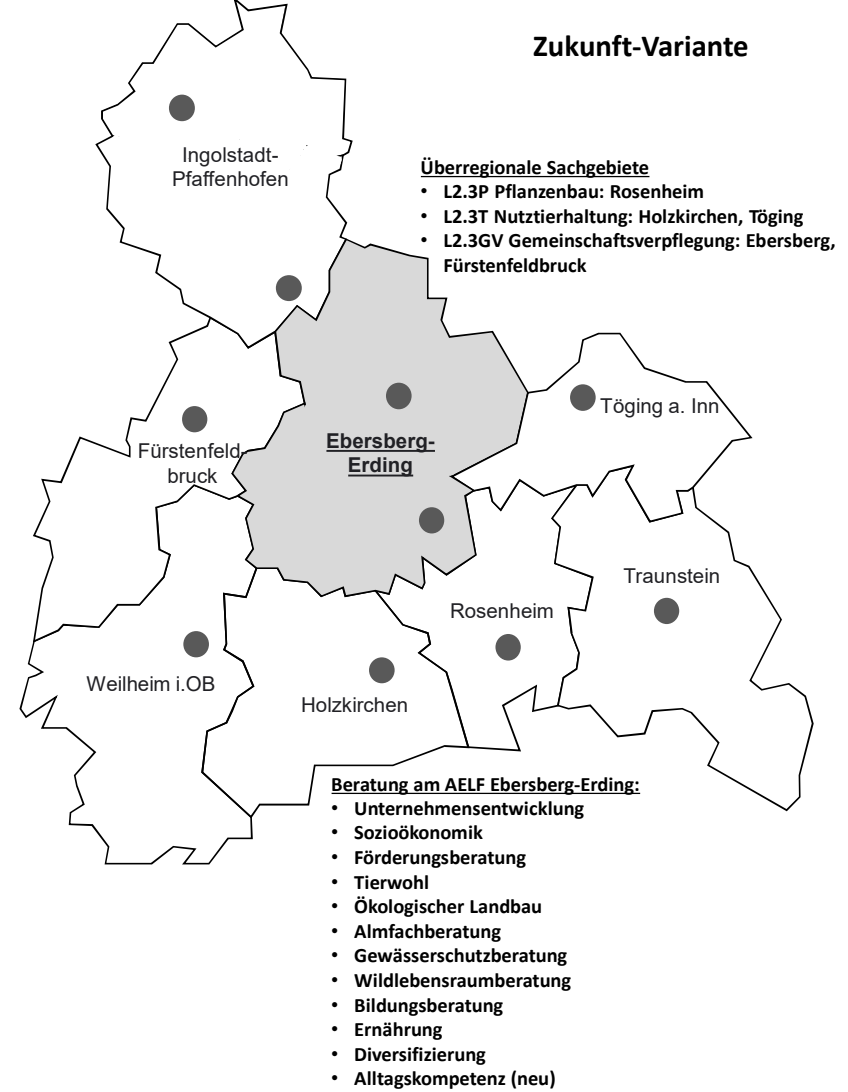 Zukunft-Variante
Ingolstadt-
Pfaffenhofen
Überregionale Sachgebiete
• L2.3P Pflanzenbau: Rosenheim
• L2.3T Nutztierhaltung: Holzkirchen, Töging
• L2.3GV Gemeinschaftsverpflegung: Ebersberg,
Fürstenfeldbruck
Töging a. Inn
Fürstenfeld-
bruck
Ebersberg-
Erding
Traunstein
Rosenheim
Weilheim i.OB
Holzkirchen
Beratung am AELF Ebersberg-Erding:
• Unternehmensentwicklung
• Sozioökonomik
• Förderungsberatung
• Tierwohl
• Ökologischer Landbau
• Almfachberatung
• Gewässerschutzberatung
• Wildlebensraumberatung
• Bildungsberatung
• Ernährung
• Diversifizierung
• Alltagskompetenz (neu)